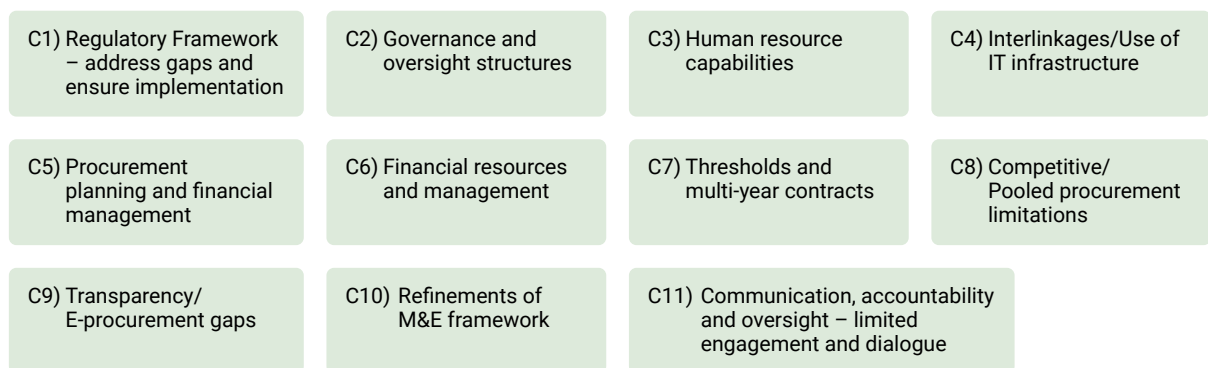 C1) Regulatory Framework
– address gaps and
ensure implementation
C2) Governance and
oversight structures
C3) Human resource
capabilities
C4) Interlinkages/Use of
IT infrastructure
C5) Procurement
planning and financial
management
C6) Financial resources
and management
C7) Thresholds and
multi-year contracts
C8) Competitive/
Pooled procurement
limitations
C9) Transparency/
E-procurement gaps
C10) Refinements of
M&E framework
C11) Communication, accountability
and oversight – limited
engagement and dialogue